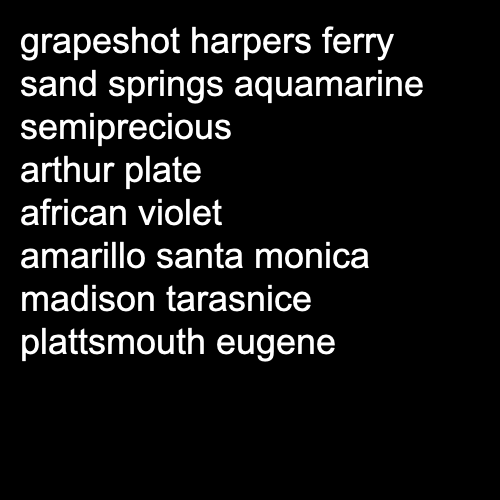 grapeshot harpers ferry
sand springs aquamarine
semiprecious
arthur plate
african violet
amarillo santa monica
madison tarasnice
plattsmouth eugene